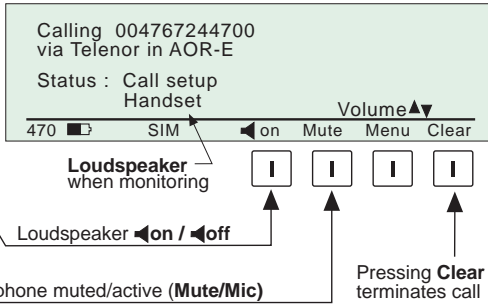 Calling 004767244700
via Telenor in AOR-E
Status : Call setup
Handset
Volume
470 SIM on Mute Menu Clear
Loudspeaker
when monitoring
Loudspeaker on / off
Pressing Clear
phone muted/active (Mute/Mic)
terminates call